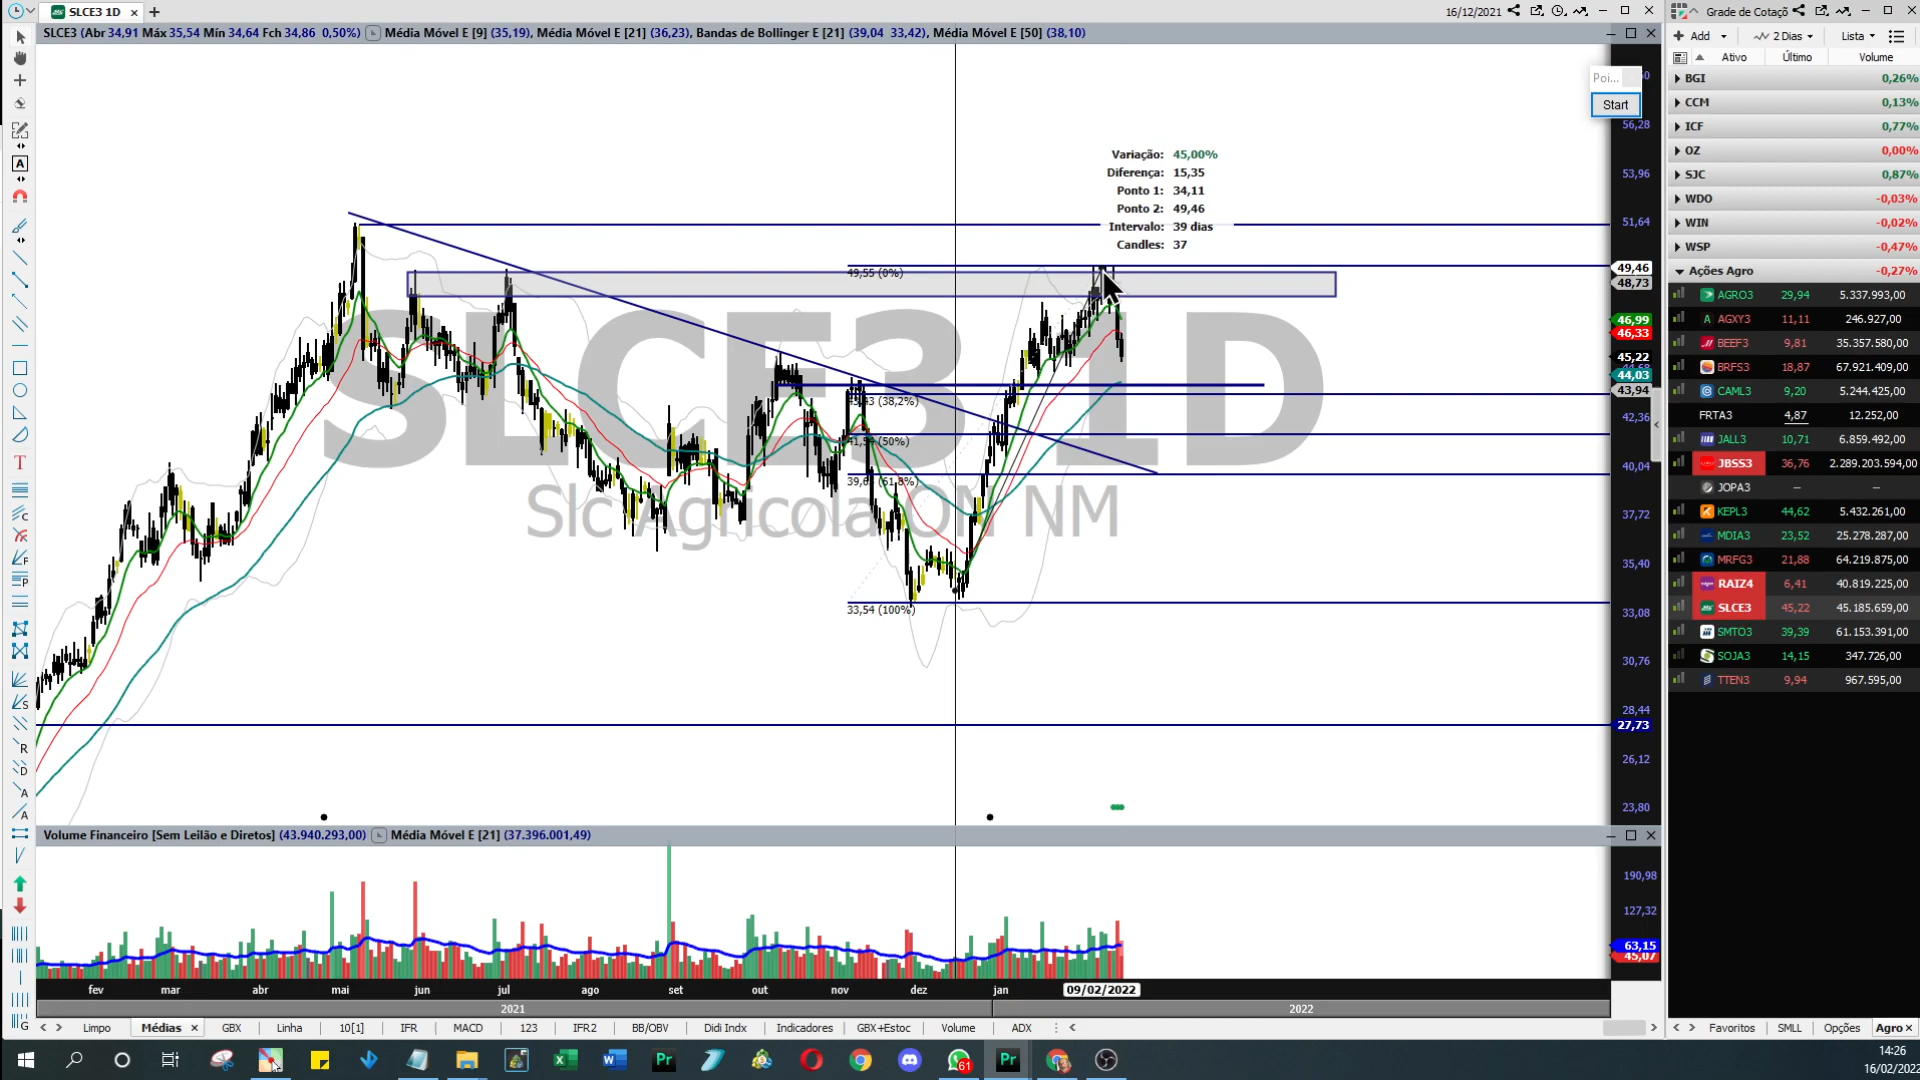 SLCE3 1D
16/12/2021
Grade de Cotaçõ
SLCE3 (Abr 34,91 Máx 35,54 Mín 34,64 Fch 34,86 0,50%) Média Móvel E [9] (35,19), Média Móvel E [21] (36,23), Bandas de Bollinger E [21] (39,04 33,42), Média Móvel E [50] (38,10)
Add 2 Dias Lista
Ativo Último Volume
Poi...
Start
BGI 0,26%
CCM 0,13%
ICF 0,77%
OZ 0,00%
SJC 0,87%
WDO -0,03%
WIN -0,02%
WSP -0,47%
Ações Agro -0,27%
AGRO3 29,94 5.337.993,00
AGXY3 11,11 246.927,00
BEEF3 9,81 35.357.580,00
BRFS3 18,87 67.921.409,00
CAML3 9,20 5.244.425,00
FRTA3 4,87 12.252,00
JALL3 10,71 6.859.492,00
JBSS3 36,76 2.289.203.594,00
JOPA3 – –
KEPL3 44,62 5.432.261,00
MDIA3 23,52 25.278.287,00
MRFG3 21,88 64.219.875,00
RAIZ4 6,41 40.819.225,00
SLCE3 45,22 45.185.659,00
SMTO3 39,39 61.153.391,00
SOJA3 14,15 347.726,00
TTEN3 9,94 967.595,00
Variação: 45,00%
Diferença: 15,35
Ponto 1: 34,11
Ponto 2: 49,46
Intervalo: 39 dias
Candles: 37
SLCE3 1D
Slc Agricola ON NM
49,55 (0%)
(38,2%)
(50%)
(61,8%)
33,54 (100%)
56,28
53,96
51,64
49,46
48,73
46,99
46,33
45,22
44,03
43,94
42,36
40,04
37,72
35,40
33,08
30,76
28,44
27,73
26,12
23,80
Volume Financeiro [Sem Leilão e Diretos] (43.940.293,00) Média Móvel E [21] (37.396.001,49)
190,98
127,32
63,15
45,07
fev mar abr mai jun jul ago set out nov dez jan 09/02/2022
2021 2022
Limpo Médias GBX Linha 10[1] IFR MACD 123 IFR2 BB/OBV Didi Indx Indicadores GBX+Estoc Volume ADX
Favoritos SMLL Opções Agro
61
14:26
16/02/2022